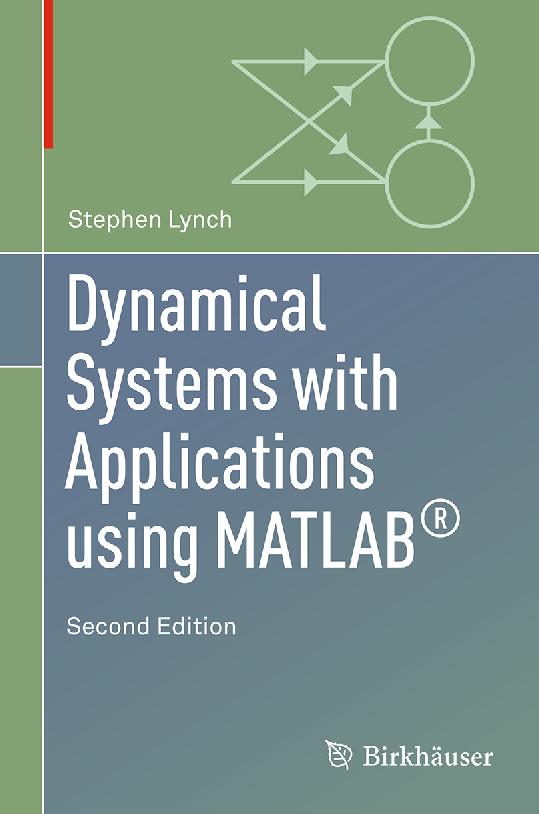 Stephen Lynch
Dynamical
Systems with
Applications
using MATLAB®
Second Edition
Birkhäuser